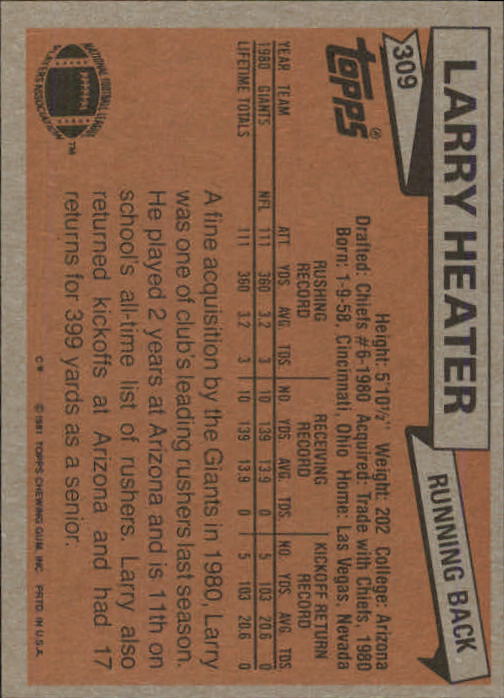 309
LARRY HEATER
RUNNING BACK
topps®
Height: 5'10½" Weight: 202 College: Arizona
Drafted: Chiefs #6-1980 Acquired: Trade with Chiefs, 1980
Born: 1-9-58, Cincinnati, Ohio Home: Las Vegas, Nevada
RUSHING RECORD RECEIVING RECORD KICKOFF RETURN RECORD
YEAR TEAM ATT YDS AVG. TDS NO. YDS. AVG. TDS NO. YDS. AVG. TDS
1980 GIANTS NFL 111 360 3.2 3 10 139 13.9 0 5 103 20.6 0
LIFETIME TOTALS 111 360 3.2 3 10 139 13.9 0 5 103 20.6 0
A fine acquisition by the Giants in 1980, Larry
was one of club's leading rushers last season.
He played 2 years at Arizona and is 11th on
school's all-time list of rushers. Larry also
returned kickoffs at Arizona and had 17
returns for 399 yards as a senior.
NATIONAL FOOTBALL LEAGUE PLAYERS ASSOCIATION
TM
C* © 1981 TOPPS CHEWING GUM, INC. PRTD. IN U.S.A.